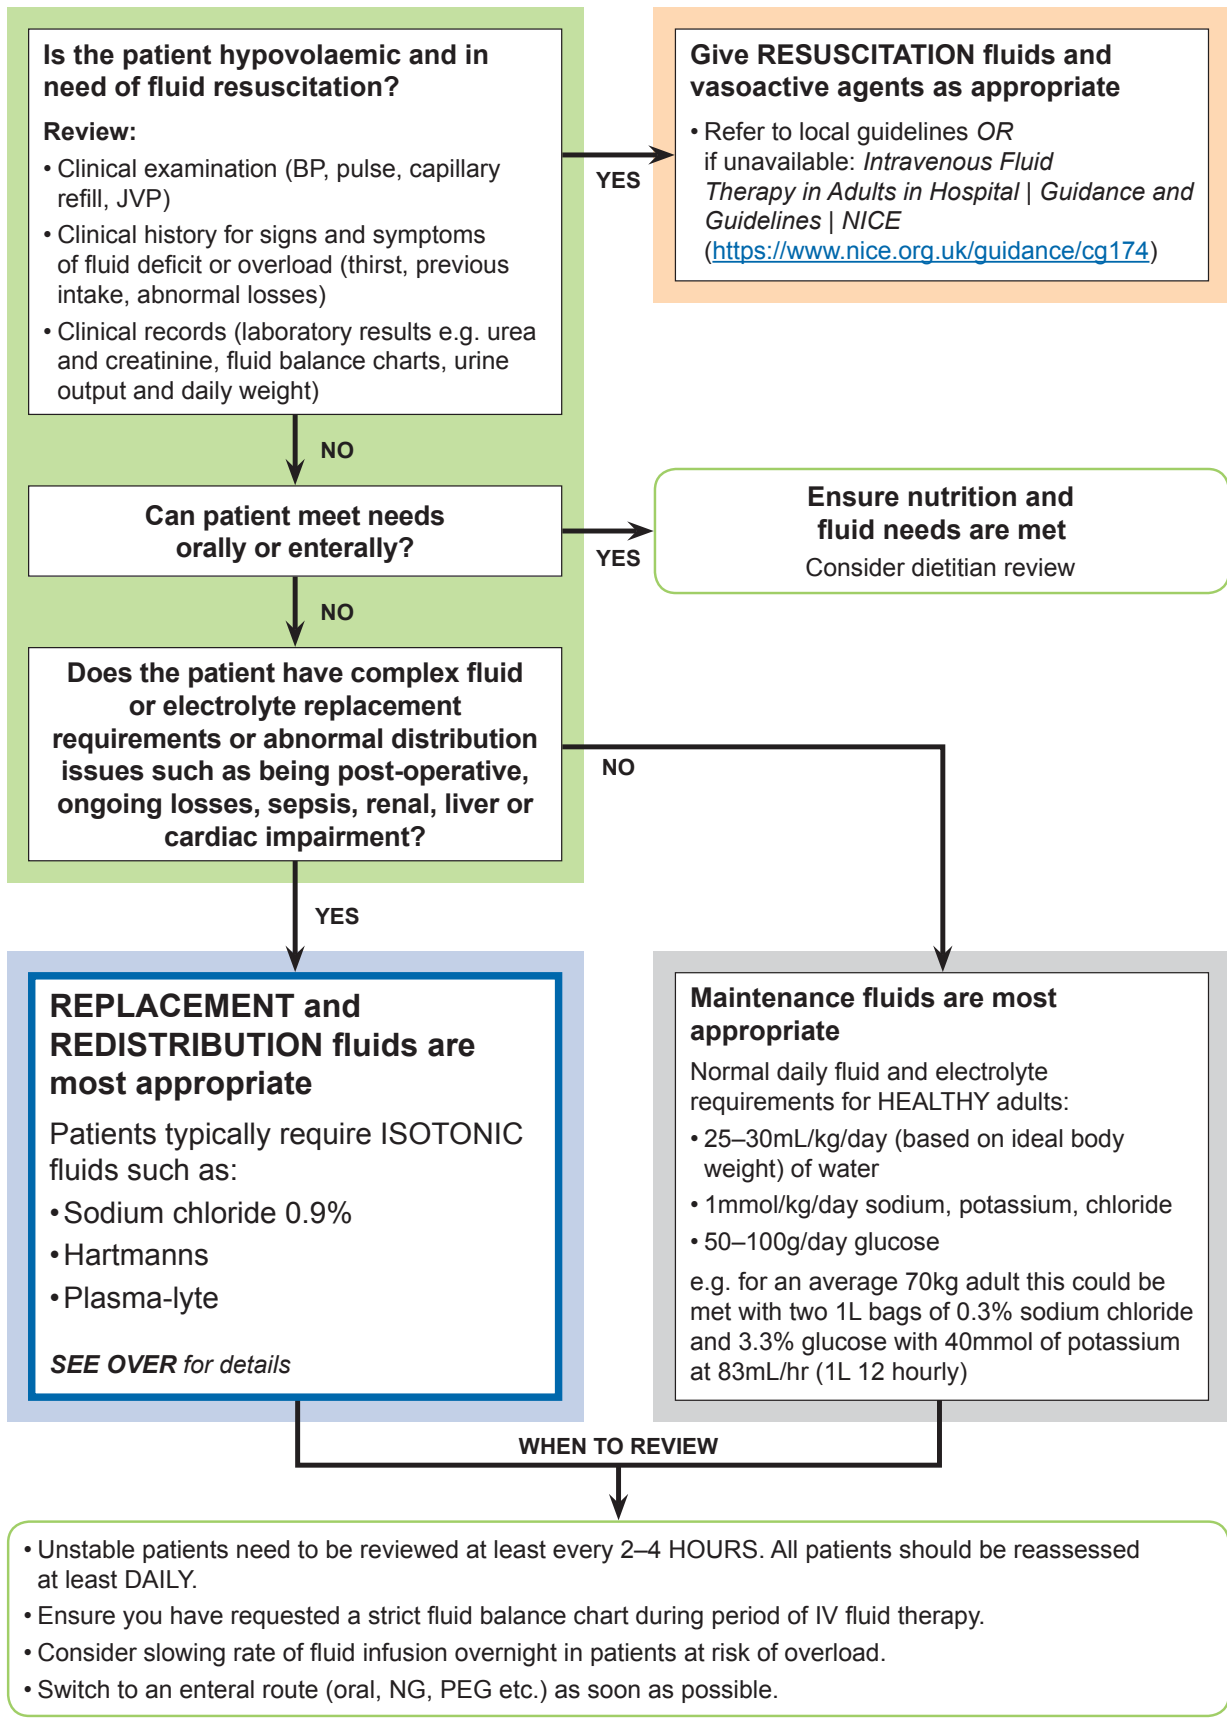 Is the patient hypovolaemic and in
need of fluid resuscitation?
Review:
• Clinical examination (BP, pulse, capillary
refill, JVP)
• Clinical history for signs and symptoms
of fluid deficit or overload (thirst, previous
intake, abnormal losses)
• Clinical records (laboratory results e.g. urea
and creatinine, fluid balance charts, urine
output and daily weight)
YES
Give RESUSCITATION fluids and
vasoactive agents as appropriate
• Refer to local guidelines OR
if unavailable: Intravenous Fluid
Therapy in Adults in Hospital | Guidance and
Guidelines | NICE
(https://www.nice.org.uk/guidance/cg174)
NO
Can patient meet needs
orally or enterally?
YES
Ensure nutrition and
fluid needs are met
Consider dietitian review
NO
Does the patient have complex fluid
or electrolyte replacement
requirements or abnormal distribution
issues such as being post-operative,
ongoing losses, sepsis, renal, liver or
cardiac impairment?
NO
YES
REPLACEMENT and
REDISTRIBUTION fluids are
most appropriate
Patients typically require ISOTONIC
fluids such as:
• Sodium chloride 0.9%
• Hartmanns
• Plasma-lyte
SEE OVER for details
Maintenance fluids are most
appropriate
Normal daily fluid and electrolyte
requirements for HEALTHY adults:
• 25–30mL/kg/day (based on ideal body
weight) of water
• 1mmol/kg/day sodium, potassium, chloride
• 50–100g/day glucose
e.g. for an average 70kg adult this could be
met with two 1L bags of 0.3% sodium chloride
and 3.3% glucose with 40mmol of potassium
at 83mL/hr (1L 12 hourly)
WHEN TO REVIEW
• Unstable patients need to be reviewed at least every 2–4 HOURS. All patients should be reassessed
at least DAILY.
• Ensure you have requested a strict fluid balance chart during period of IV fluid therapy.
• Consider slowing rate of fluid infusion overnight in patients at risk of overload.
• Switch to an enteral route (oral, NG, PEG etc.) as soon as possible.